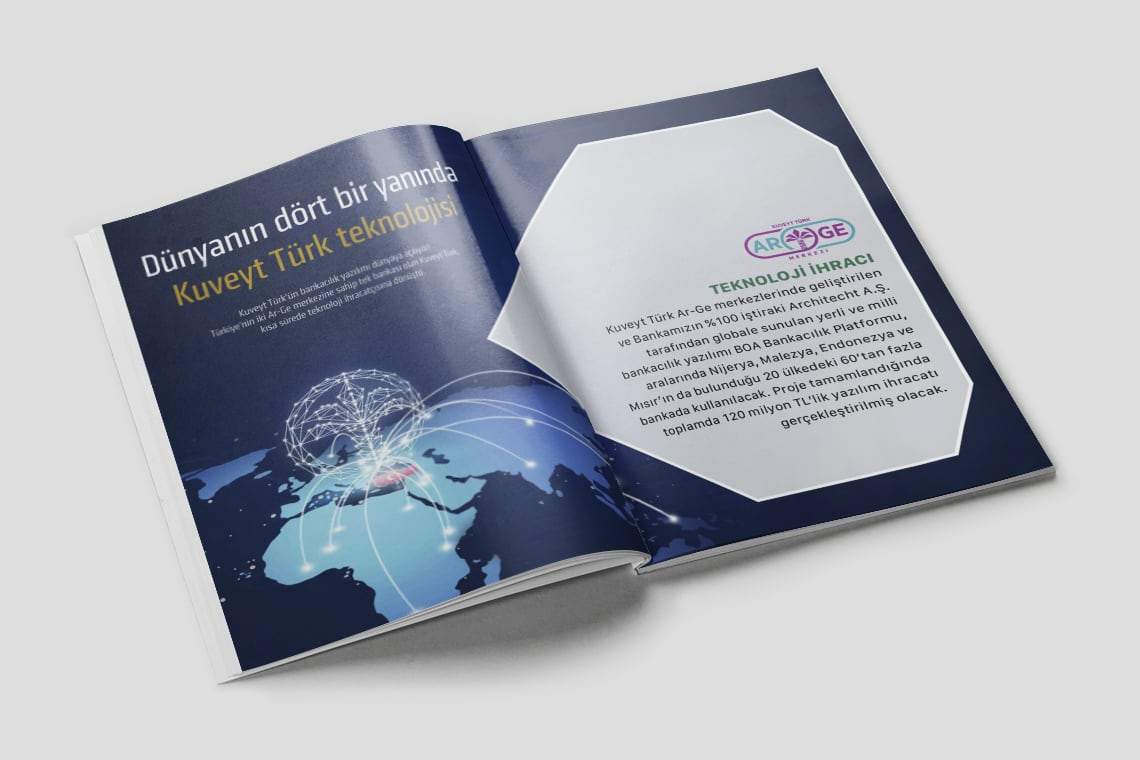 Dünyanın dört bir yanında
Kuveyt Türk teknolojisi
Kuveyt Türk'ün bankacılık yazılımı dünyaya açılıyor!
Türkiye'nin iki Ar-Ge merkezine sahip tek bankası olan Kuveyt Türk,
kısa sürede teknoloji ihracatçısına dönüştü.
KUVEYT TÜRK
AR GE
MERKEZİ
TEKNOLOJİ İHRACI
Kuveyt Türk Ar-Ge merkezlerinde geliştirilen
ve Bankamızın %100 iştiraki Architecht A.Ş.
tarafından globale sunulan yerli ve milli
bankacılık yazılımı BOA Bankacılık Platformu,
aralarında Nijerya, Malezya, Endonezya ve
Mısır'ın da bulunduğu 20 ülkedeki 60'tan fazla
bankada kullanılacak. Proje tamamlandığında
toplamda 120 milyon TL'lik yazılım ihracatı
gerçekleştirilmiş olacak.